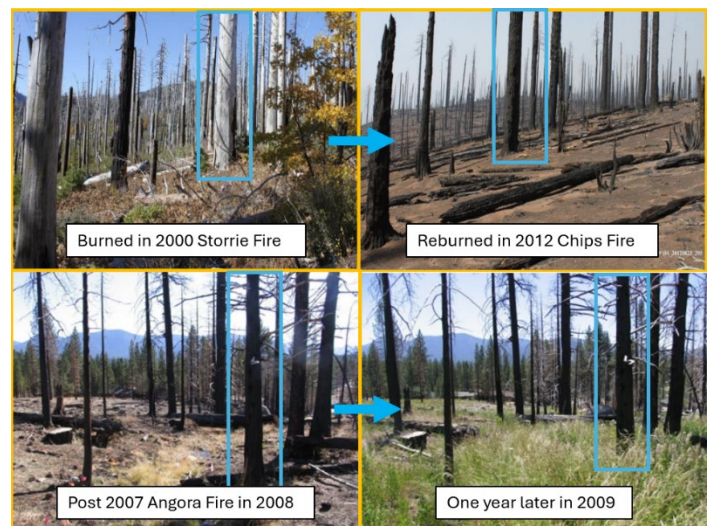 Burned in 2000 Storrie Fire
Reburned in 2012 Chips Fire
Post 2007 Angora Fire in 2008
One year later in 2009